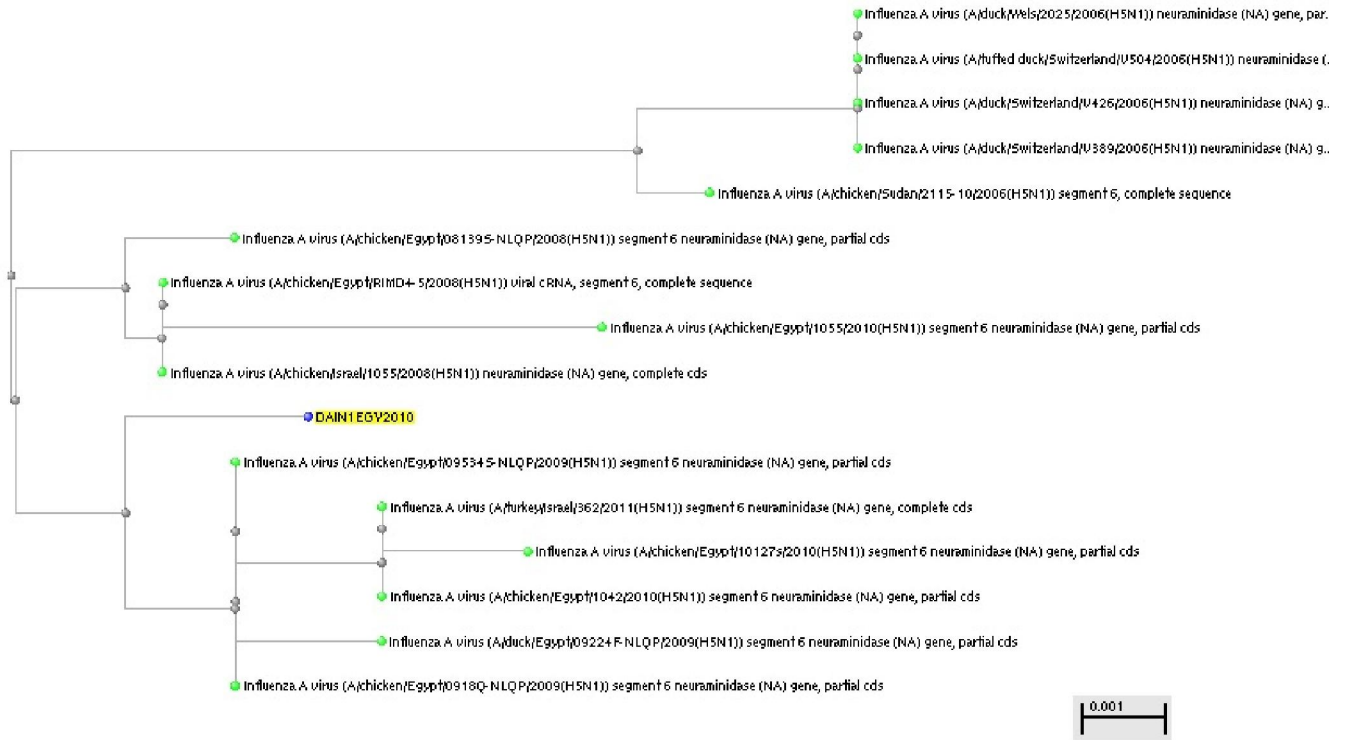 Influenza A virus (A/duck/Wels/2025/2006(H5N1)) neuraminidase (NA) gene, par.
Influenza A virus (A/tufted duck/Switzerland/V504/2006(H5N1)) neuraminidase (.
Influenza A virus (A/duck/Switzerland/V426/2006(H5N1)) neuraminidase (NA) g..
Influenza A virus (A/duck/Switzerland/V389/2006(H5N1)) neuraminidase (NA) g..
Influenza A virus (A/chicken/Sudan/2115-10/2006(H5N1)) segment 6, complete sequence
Influenza A virus (A/chicken/Egypt/08139S-NLQP/2008(H5N1)) segment 6 neuraminidase (NA) gene, partial cds
Influenza A virus (A/chicken/Egypt/RIMD4-5/2008(H5N1)) viral cRNA, segment 6, complete sequence
Influenza A virus (A/chicken/Egypt/1055/2010(H5N1)) segment 6 neuraminidase (NA) gene, partial cds
Influenza A virus (A/chicken/Israel/1055/2008(H5N1)) neuraminidase (NA) gene, complete cds
DAIN1EGY2010
Influenza A virus (A/chicken/Egypt/09534S-NLQP/2009(H5N1)) segment 6 neuraminidase (NA) gene, partial cds
Influenza A virus (A/turkey/Israel/362/2011(H5N1)) segment 6 neuraminidase (NA) gene, complete cds
Influenza A virus (A/chicken/Egypt/10127s/2010(H5N1)) segment 6 neuraminidase (NA) gene, partial cds
Influenza A virus (A/chicken/Egypt/1042/2010(H5N1)) segment 6 neuraminidase (NA) gene, partial cds
Influenza A virus (A/duck/Egypt/09224F-NLQP/2009(H5N1)) segment 6 neuraminidase (NA) gene, partial cds
Influenza A virus (A/chicken/Egypt/0918Q-NLQP/2009(H5N1)) segment 6 neuraminidase (NA) gene, partial cds
0.001